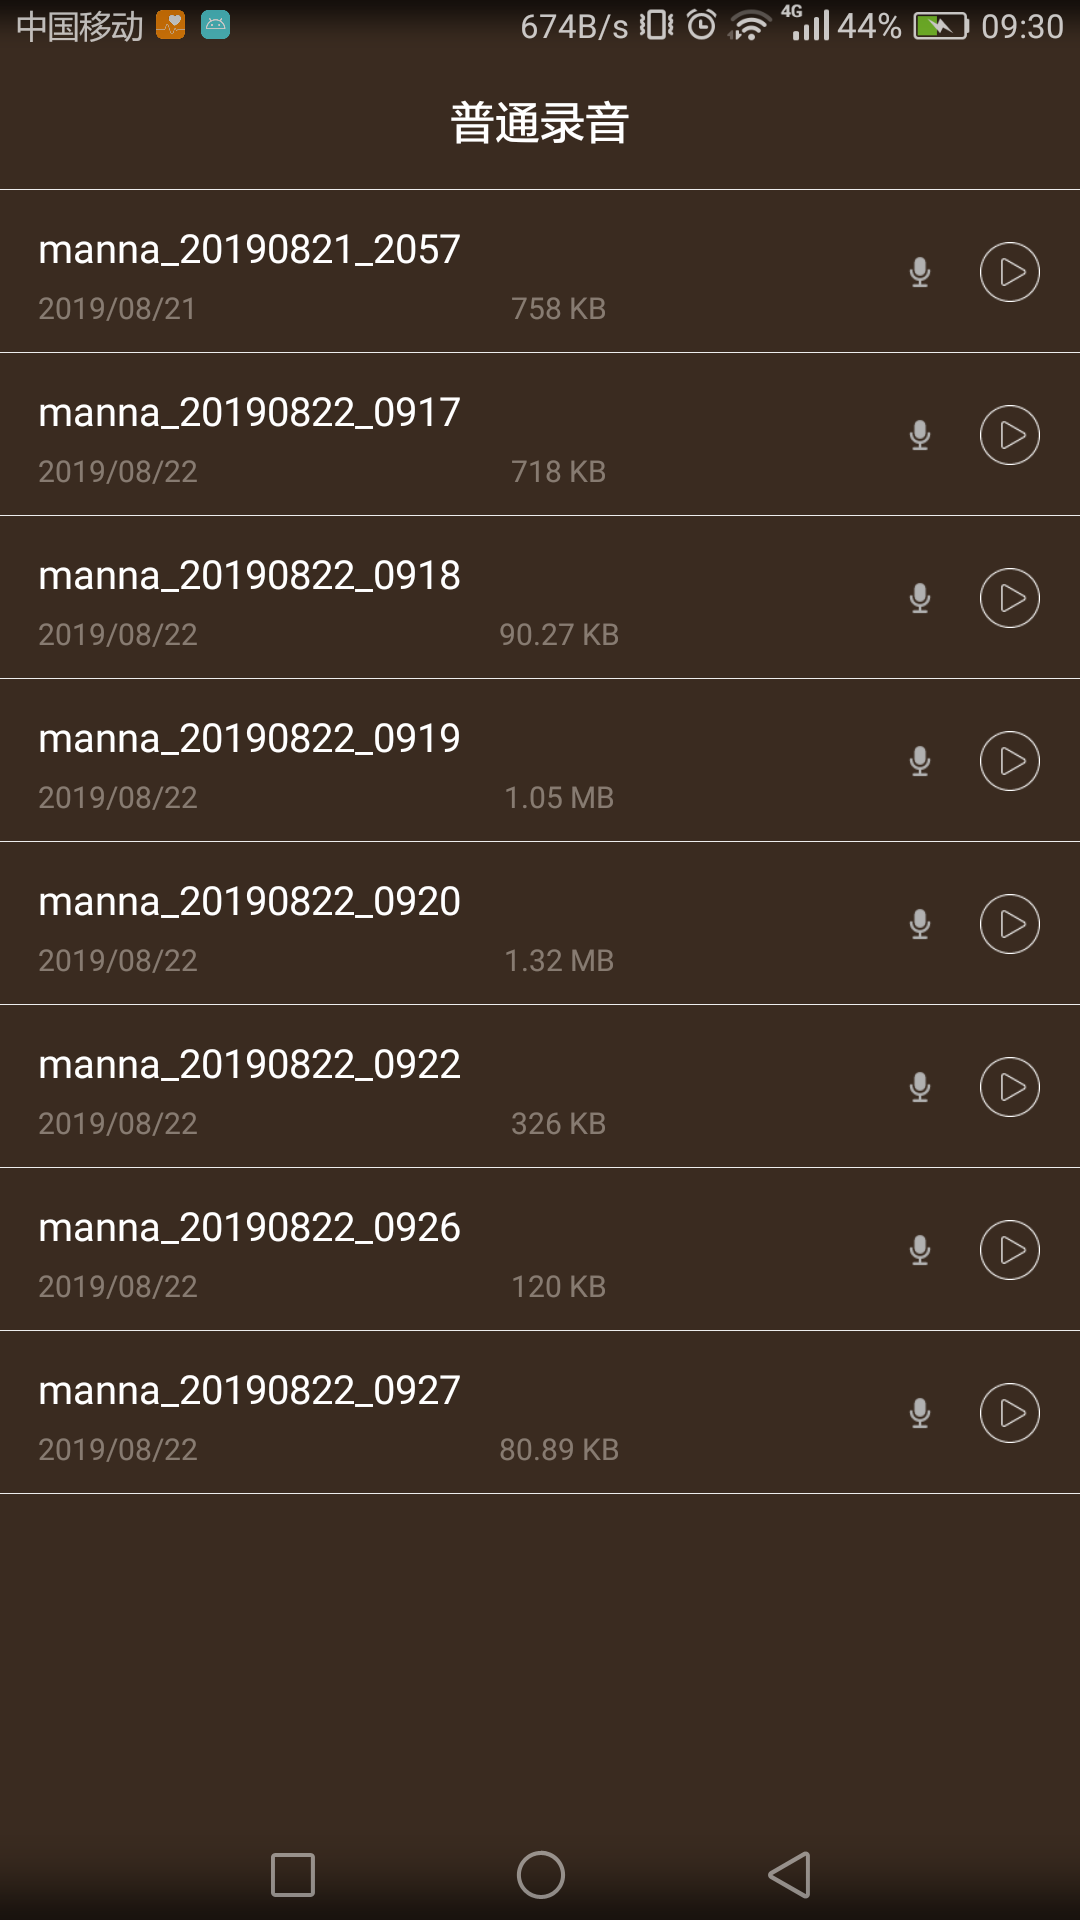 中国移动 674B/s 4G 44% 09:30
普通录音
manna_20190821_2057
2019/08/21 758 KB
manna_20190822_0917
2019/08/22 718 KB
manna_20190822_0918
2019/08/22 90.27 KB
manna_20190822_0919
2019/08/22 1.05 MB
manna_20190822_0920
2019/08/22 1.32 MB
manna_20190822_0922
2019/08/22 326 KB
manna_20190822_0926
2019/08/22 120 KB
manna_20190822_0927
2019/08/22 80.89 KB